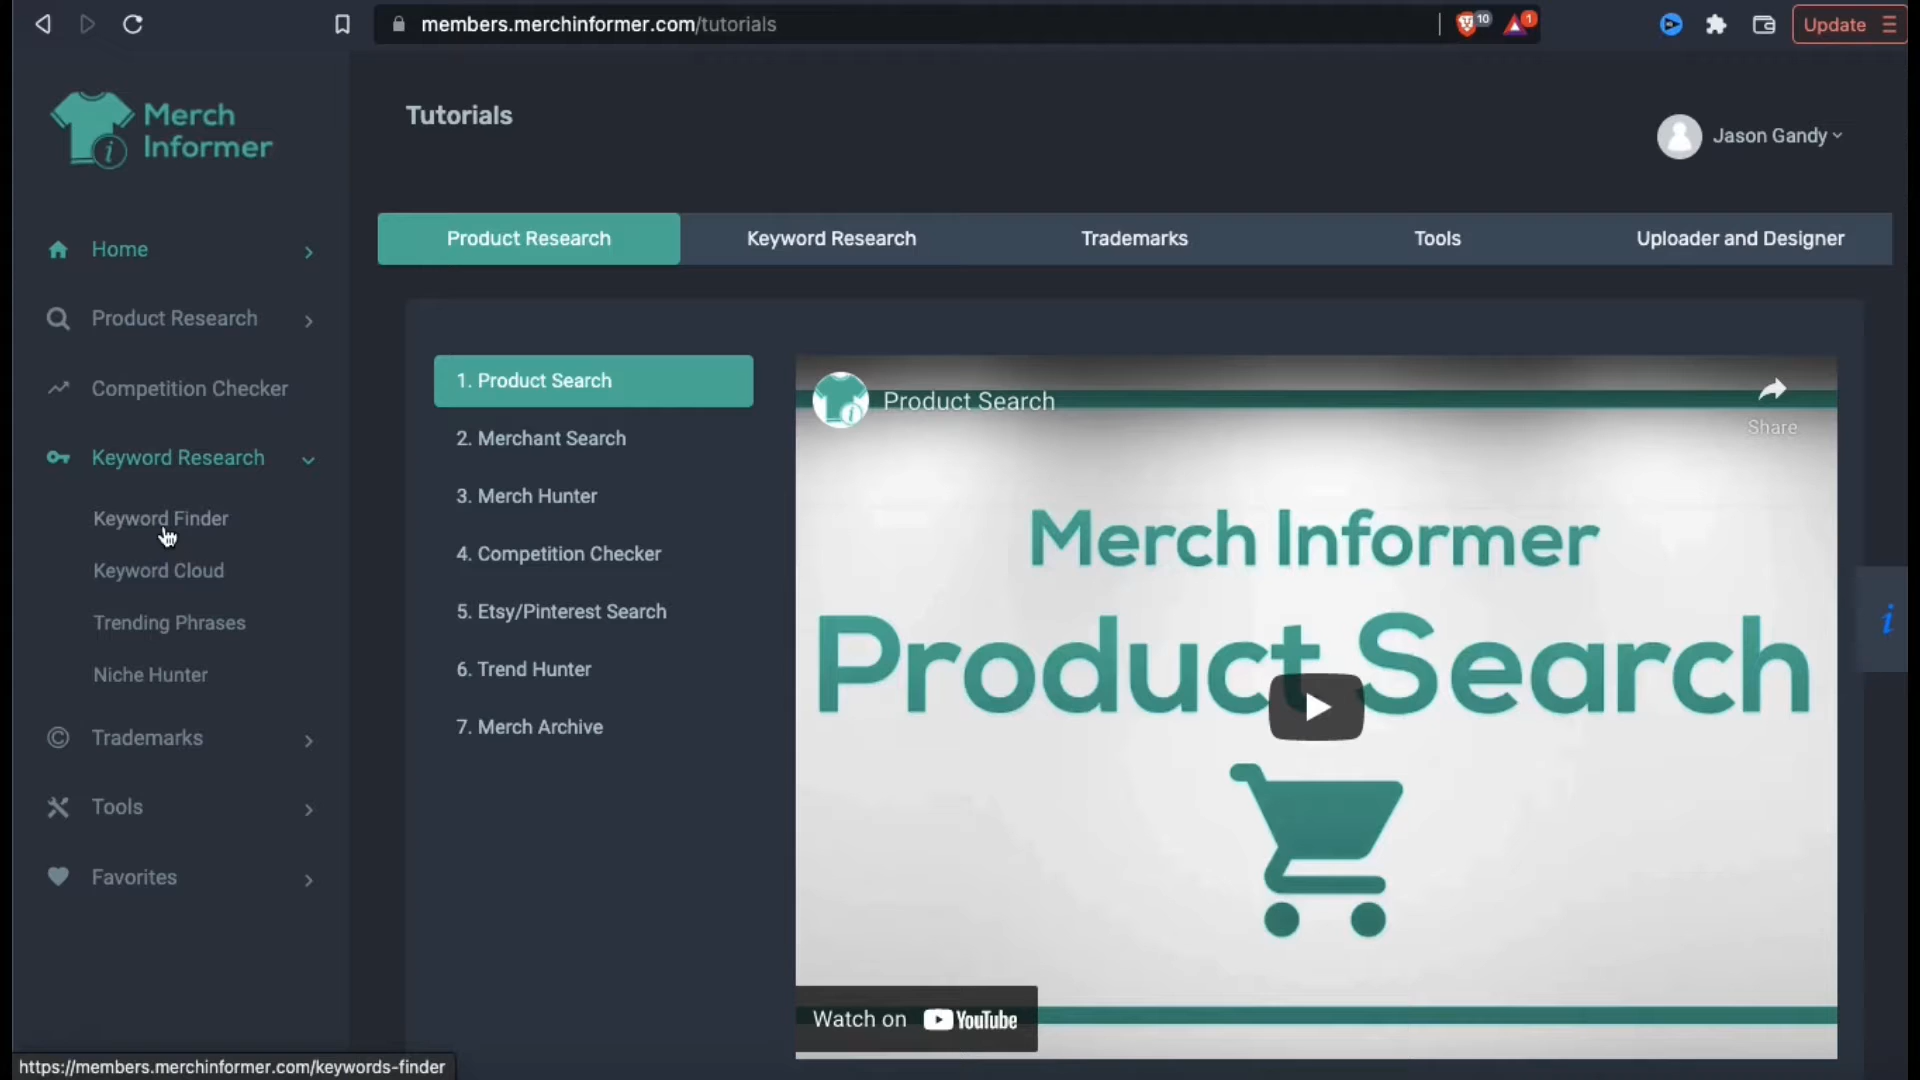 members.merchinformer.com/tutorials
10
1
Update
Merch
Informer
Tutorials
Jason Gandy
Product Research
Keyword Research
Trademarks
Tools
Uploader and Designer
Home
Product Research
Competition Checker
Keyword Research
Keyword Finder
Keyword Cloud
Trending Phrases
Niche Hunter
Trademarks
Tools
Favorites
1. Product Search
2. Merchant Search
3. Merch Hunter
4. Competition Checker
5. Etsy/Pinterest Search
6. Trend Hunter
7. Merch Archive
Product Search
Share
Merch Informer
Product Search
Watch on YouTube
i
https://members.merchinformer.com/keywords-finder